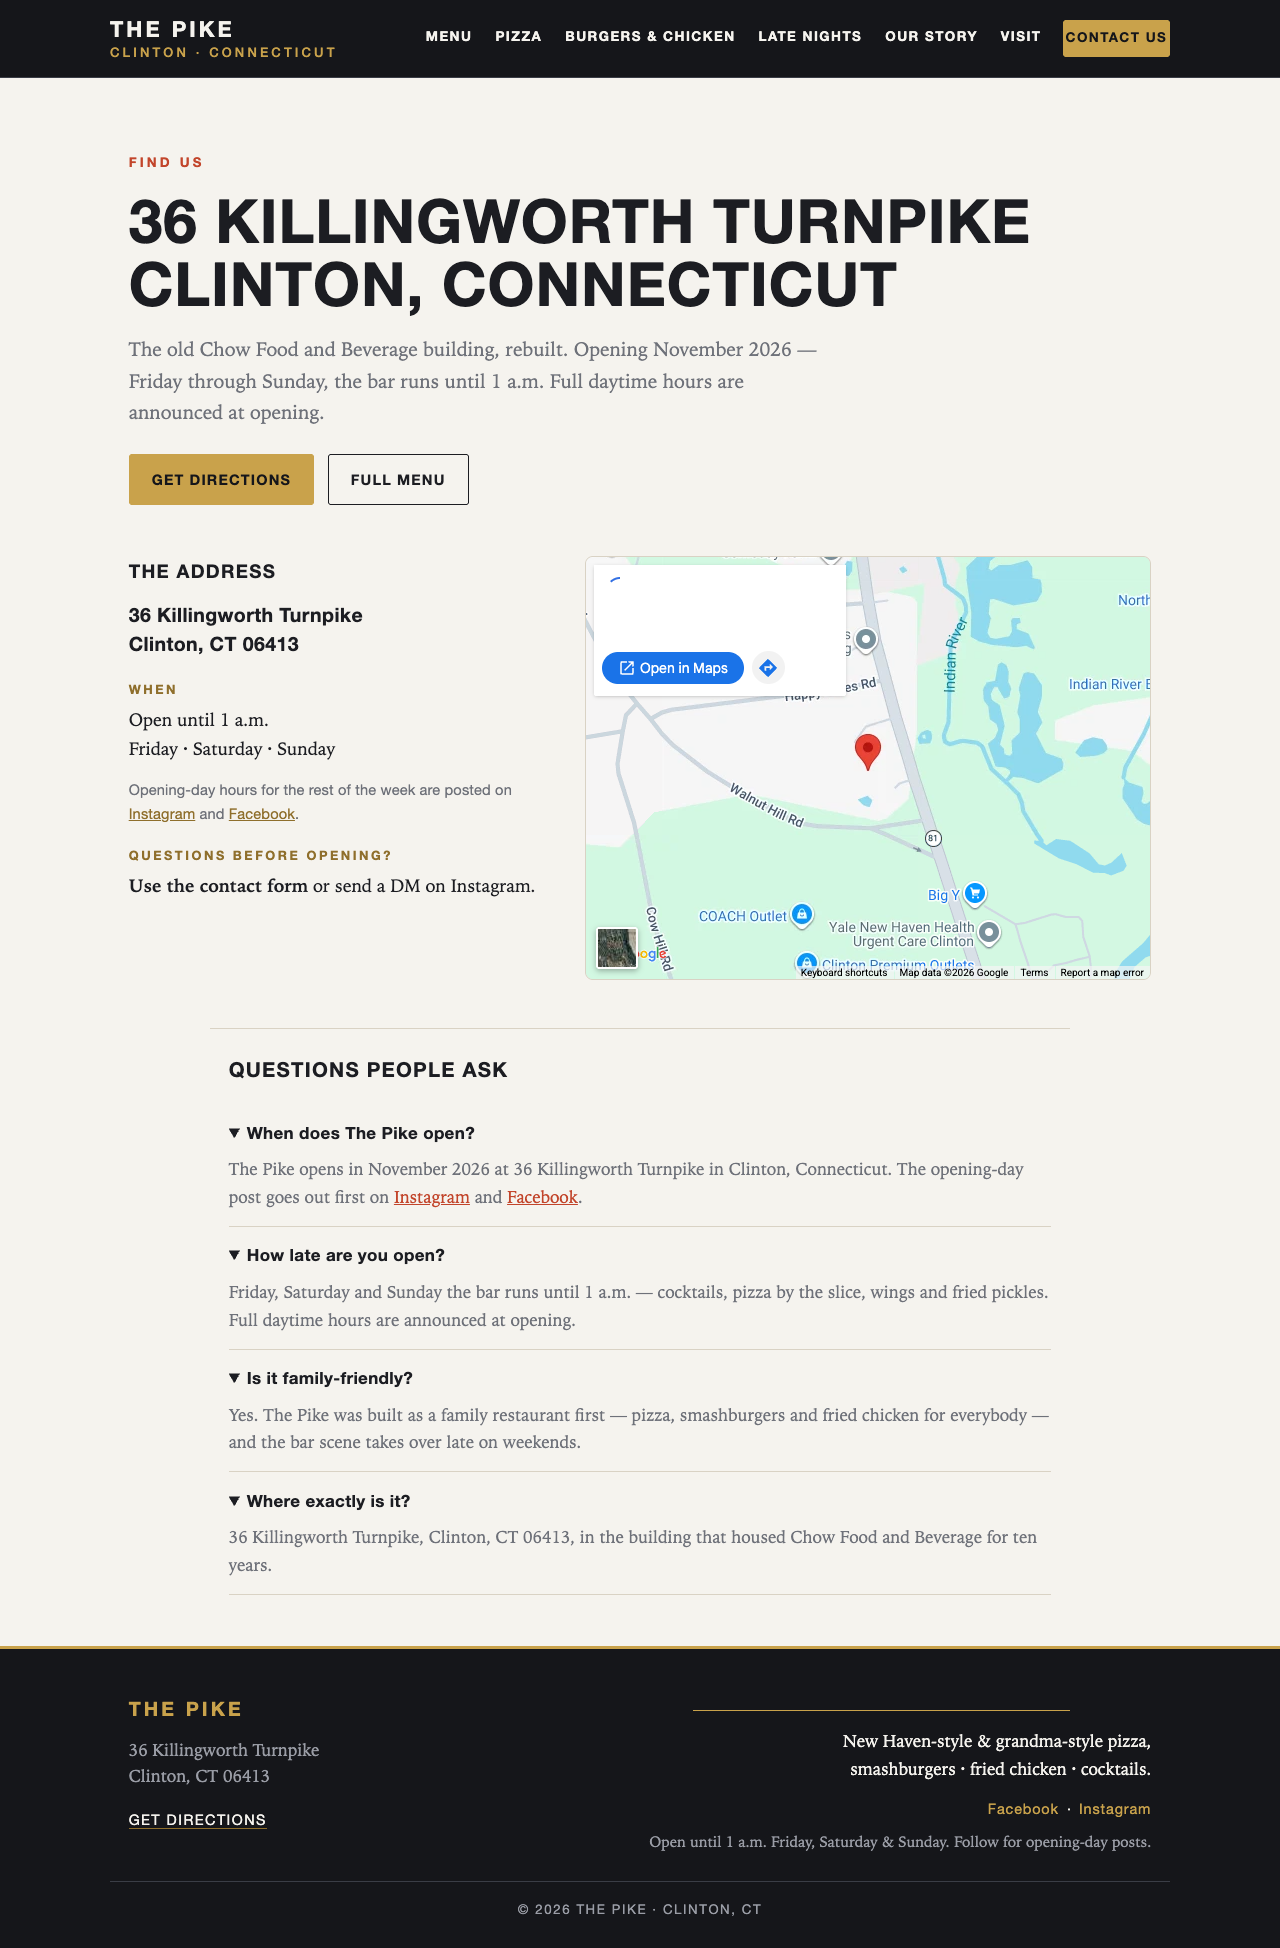 THE PIKE
CLINTON · CONNECTICUT
MENU
PIZZA
BURGERS & CHICKEN
LATE NIGHTS
OUR STORY
VISIT
CONTACT US
FIND US
36 KILLINGWORTH TURNPIKE
CLINTON, CONNECTICUT
The old Chow Food and Beverage building, rebuilt. Opening November 2026 —
Friday through Sunday, the bar runs until 1 a.m. Full daytime hours are
announced at opening.
GET DIRECTIONS
FULL MENU
THE ADDRESS
36 Killingworth Turnpike
Clinton, CT 06413
WHEN
Open until 1 a.m.
Friday · Saturday · Sunday
Opening-day hours for the rest of the week are posted on
Instagram and Facebook.
QUESTIONS BEFORE OPENING?
Use the contact form or send a DM on Instagram.
Open in Maps
North
Indian River
Indian River
Walnut Hill Rd
81
Big Y
COACH Outlet
Yale New Haven Health
Urgent Care Clinton
Cow Hill Rd
Clinton Premium Outlets
Keyboard shortcuts
Map data ©2026 Google
Terms
Report a map error
QUESTIONS PEOPLE ASK
When does The Pike open?
The Pike opens in November 2026 at 36 Killingworth Turnpike in Clinton, Connecticut. The opening-day
post goes out first on Instagram and Facebook.
How late are you open?
Friday, Saturday and Sunday the bar runs until 1 a.m. — cocktails, pizza by the slice, wings and fried pickles.
Full daytime hours are announced at opening.
Is it family-friendly?
Yes. The Pike was built as a family restaurant first — pizza, smashburgers and fried chicken for everybody —
and the bar scene takes over late on weekends.
Where exactly is it?
36 Killingworth Turnpike, Clinton, CT 06413, in the building that housed Chow Food and Beverage for ten
years.
THE PIKE
36 Killingworth Turnpike
Clinton, CT 06413
GET DIRECTIONS
New Haven-style & grandma-style pizza,
smashburgers · fried chicken · cocktails.
Facebook · Instagram
Open until 1 a.m. Friday, Saturday & Sunday. Follow for opening-day posts.
© 2026 THE PIKE · CLINTON, CT